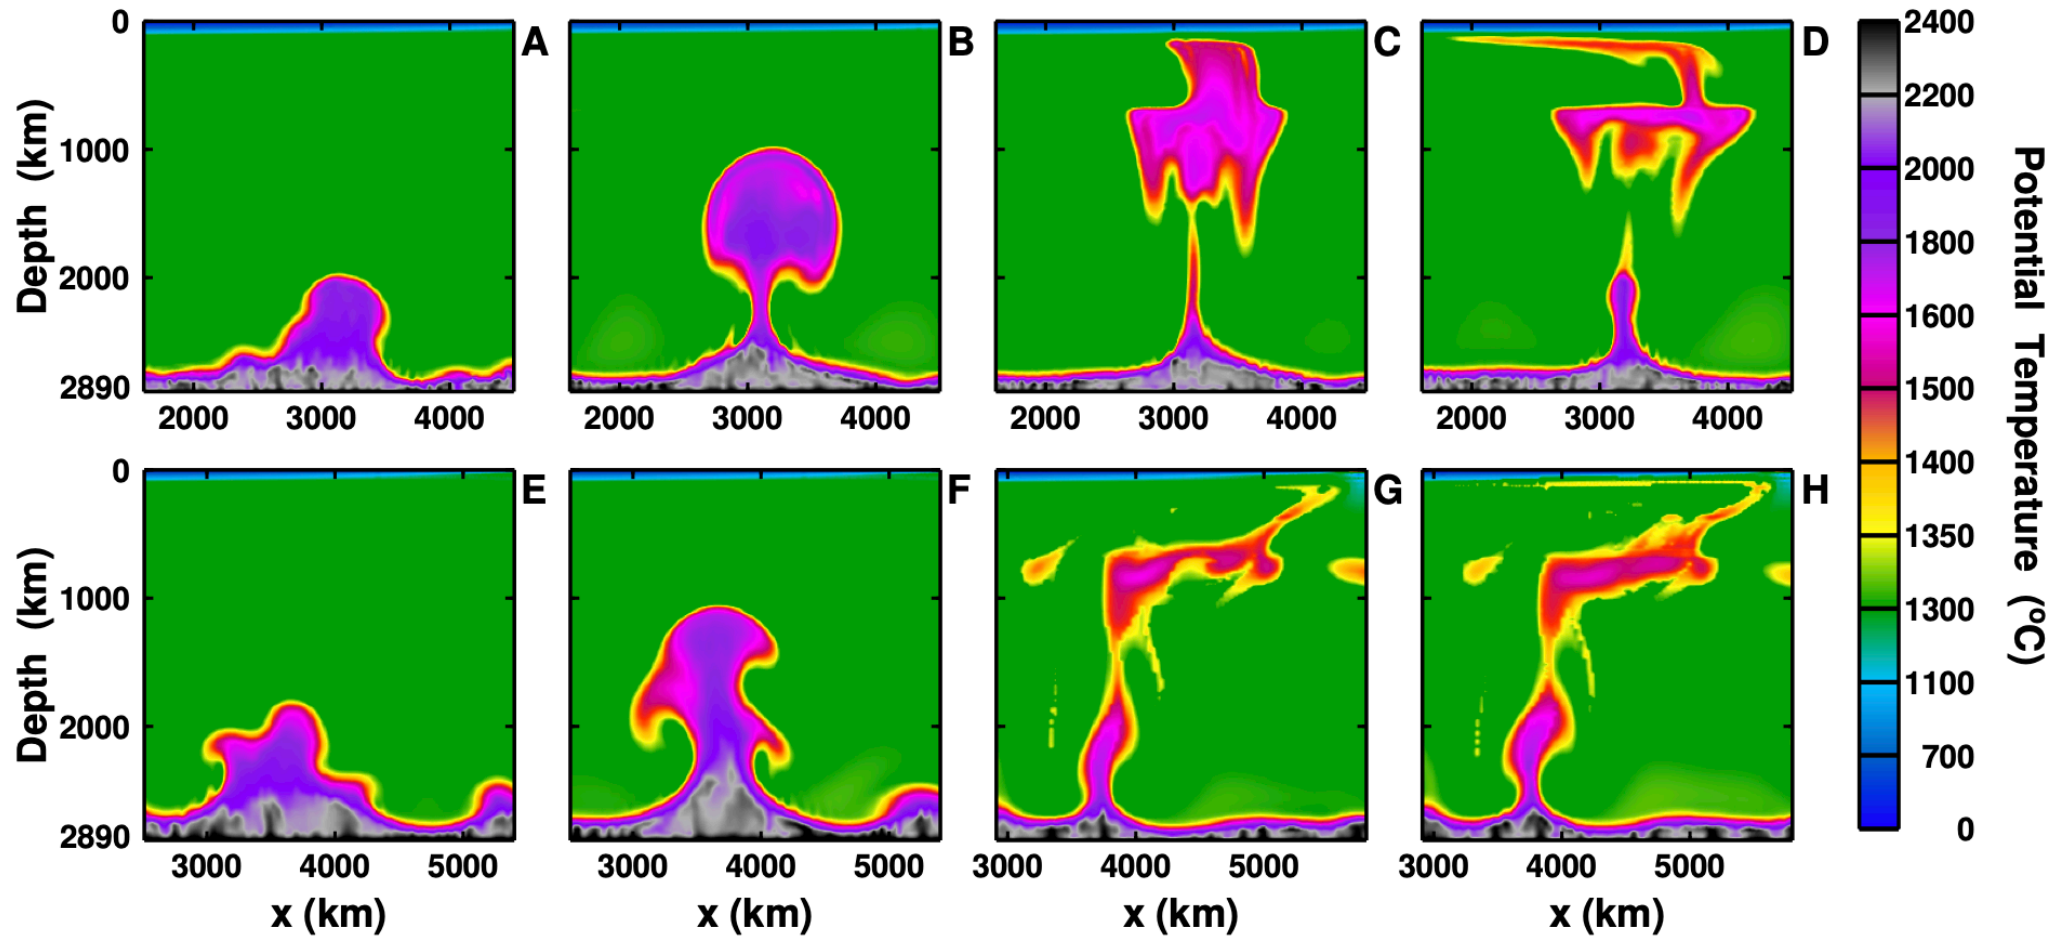 0 1000 2000 2890
Depth (km)
2000 3000 4000
A
2000 3000 4000
B
2000 3000 4000
C
2000 3000 4000
D
0 1000 2000 2890
Depth (km)
3000 4000 5000
x (km)
E
3000 4000 5000
x (km)
F
3000 4000 5000
x (km)
G
3000 4000 5000
x (km)
H
2400
2200
2000
1800
1600
1500
1400
1350
1300
1100
700
0
Potential Temperature (ºC)